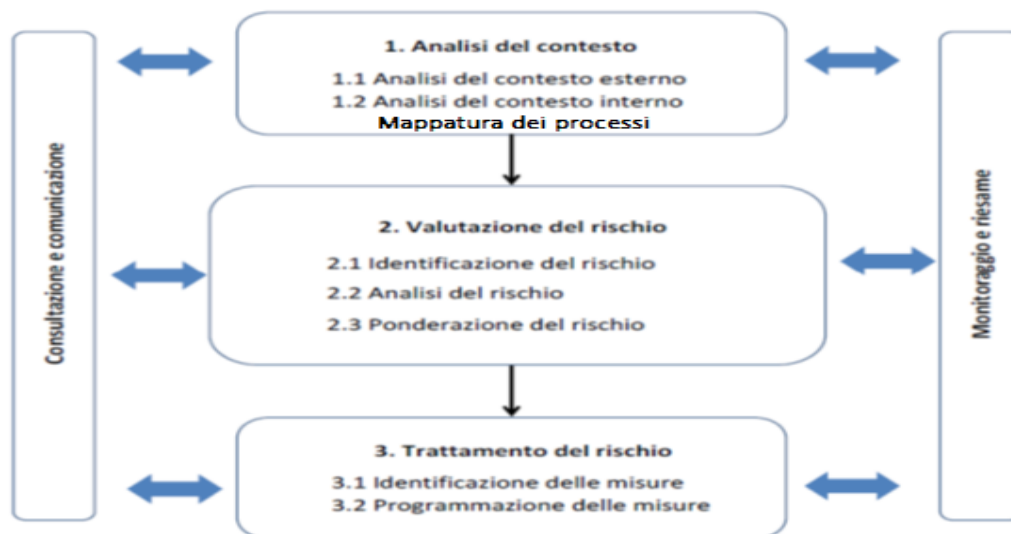 Consultazione e comunicazione
1. Analisi del contesto
1.1 Analisi del contesto esterno
1.2 Analisi del contesto interno
Mappatura dei processi
2. Valutazione del rischio
2.1 Identificazione del rischio
2.2 Analisi del rischio
2.3 Ponderazione del rischio
3. Trattamento del rischio
3.1 Identificazione delle misure
3.2 Programmazione delle misure
Monitoraggio e riesame